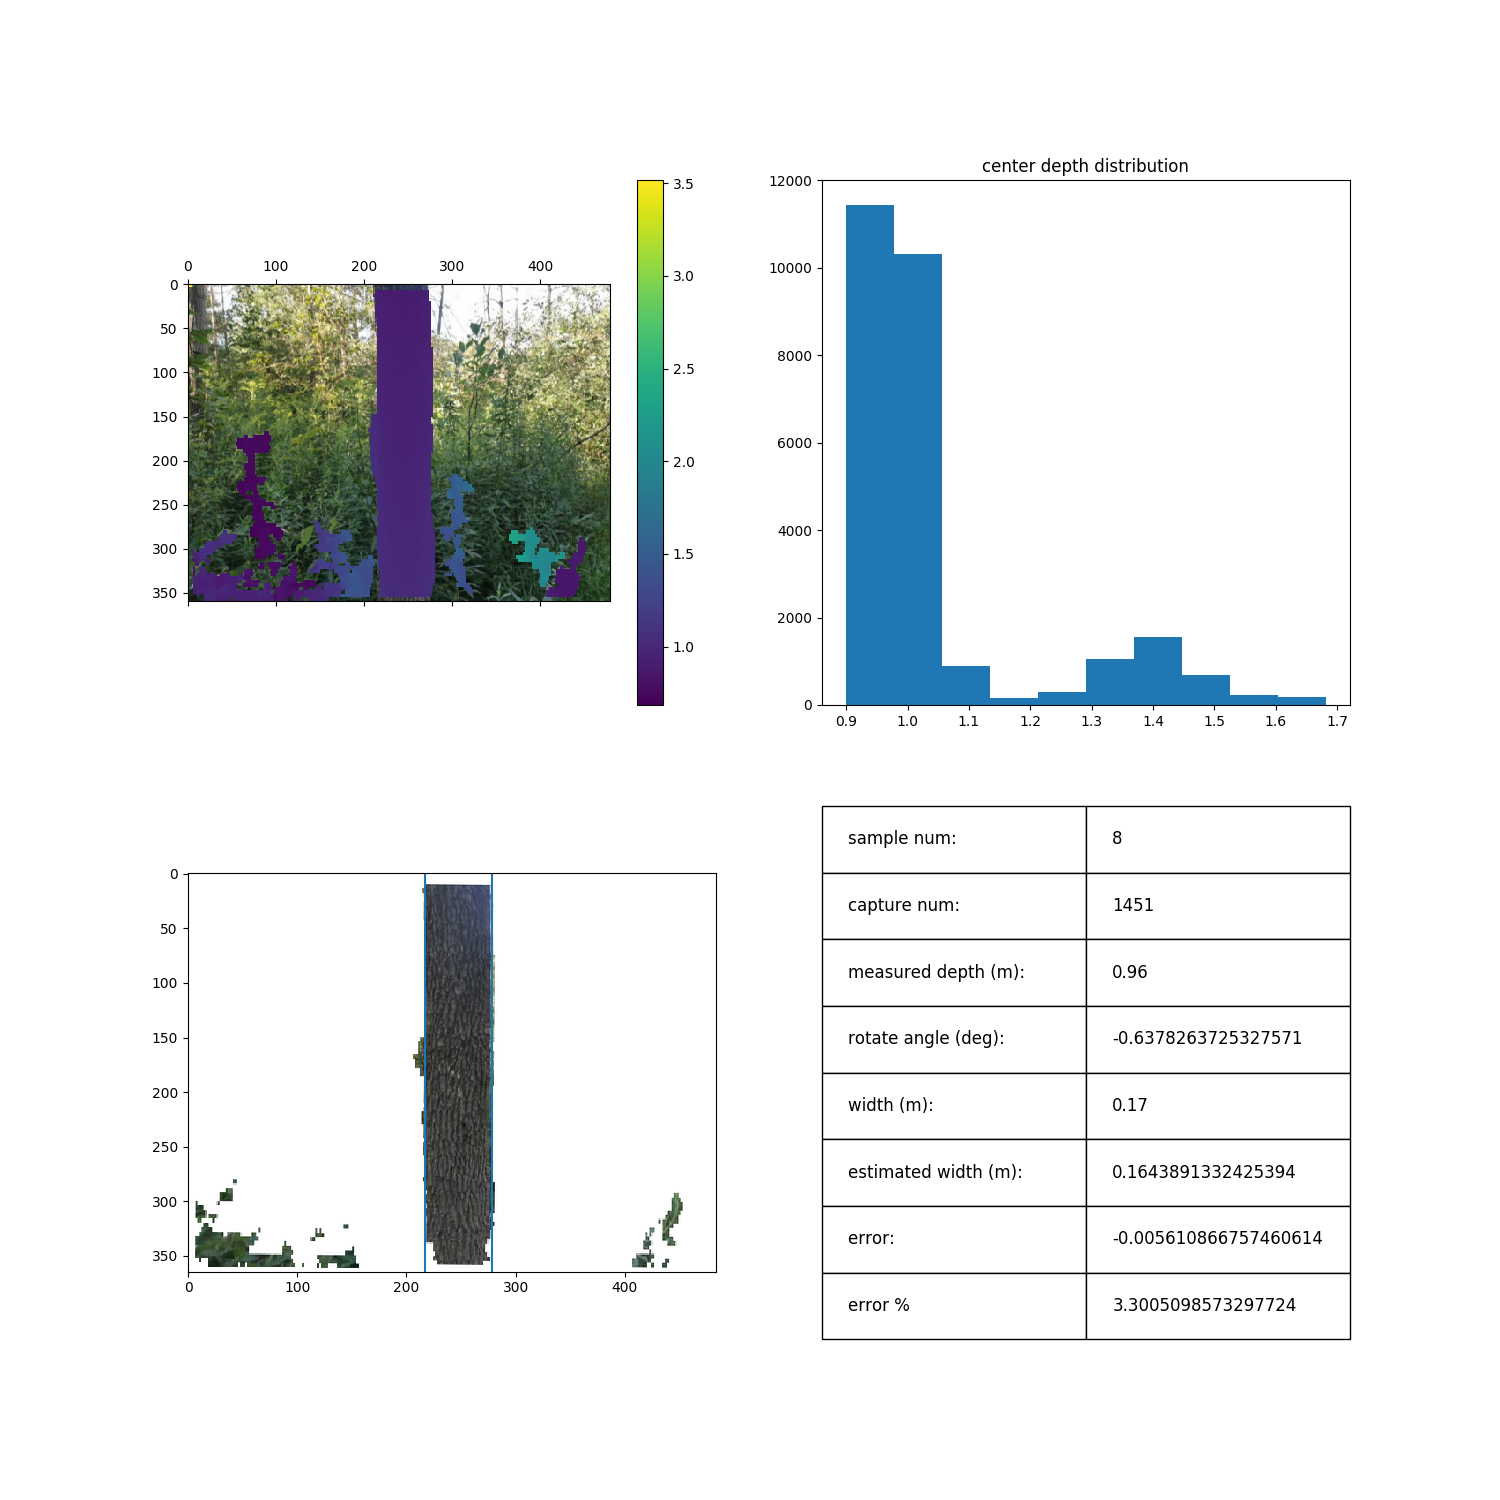 0 100 200 300 400
0
50
100
150
200
250
300
350
3.5
3.0
2.5
2.0
1.5
1.0
center depth distribution
12000
10000
8000
6000
4000
2000
0
0.9 1.0 1.1 1.2 1.3 1.4 1.5 1.6 1.7
0
50
100
150
200
250
300
350
0 100 200 300 400
sample num: 8
capture num: 1451
measured depth (m): 0.96
rotate angle (deg): -0.6378263725327571
width (m): 0.17
estimated width (m): 0.1643891332425394
error: -0.005610866757460614
error % 3.3005098573297724